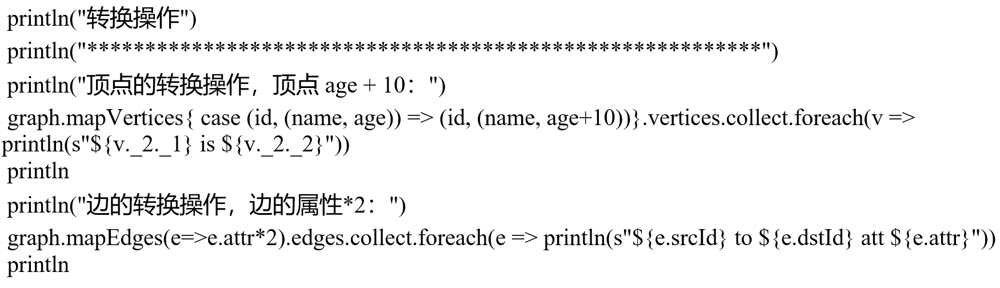 println("转换操作")
println("**********************************************************")
println("顶点的转换操作，顶点 age + 10：")
graph.mapVertices{ case (id, (name, age)) => (id, (name, age+10))}.vertices.collect.foreach(v =>
println(s"${v._2._1} is ${v._2._2}"))
println
println("边的转换操作，边的属性*2：")
graph.mapEdges(e=>e.attr*2).edges.collect.foreach(e => println(s"${e.srcId} to ${e.dstId} att ${e.attr}"))
println